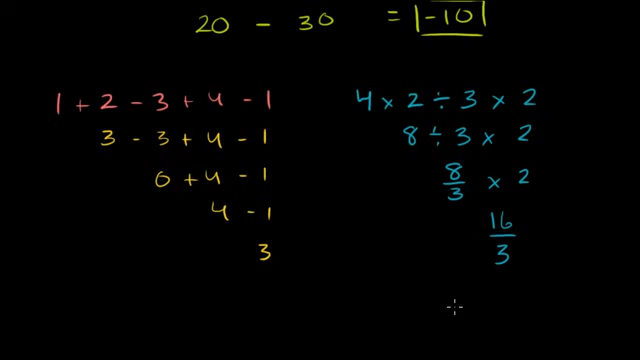 20 - 30 = |-10|
1 + 2 - 3 + 4 - 1
3 - 3 + 4 - 1
0 + 4 - 1
4 - 1
3
4 × 2 ÷ 3 × 2
8 ÷ 3 × 2
8/3 × 2
16/3